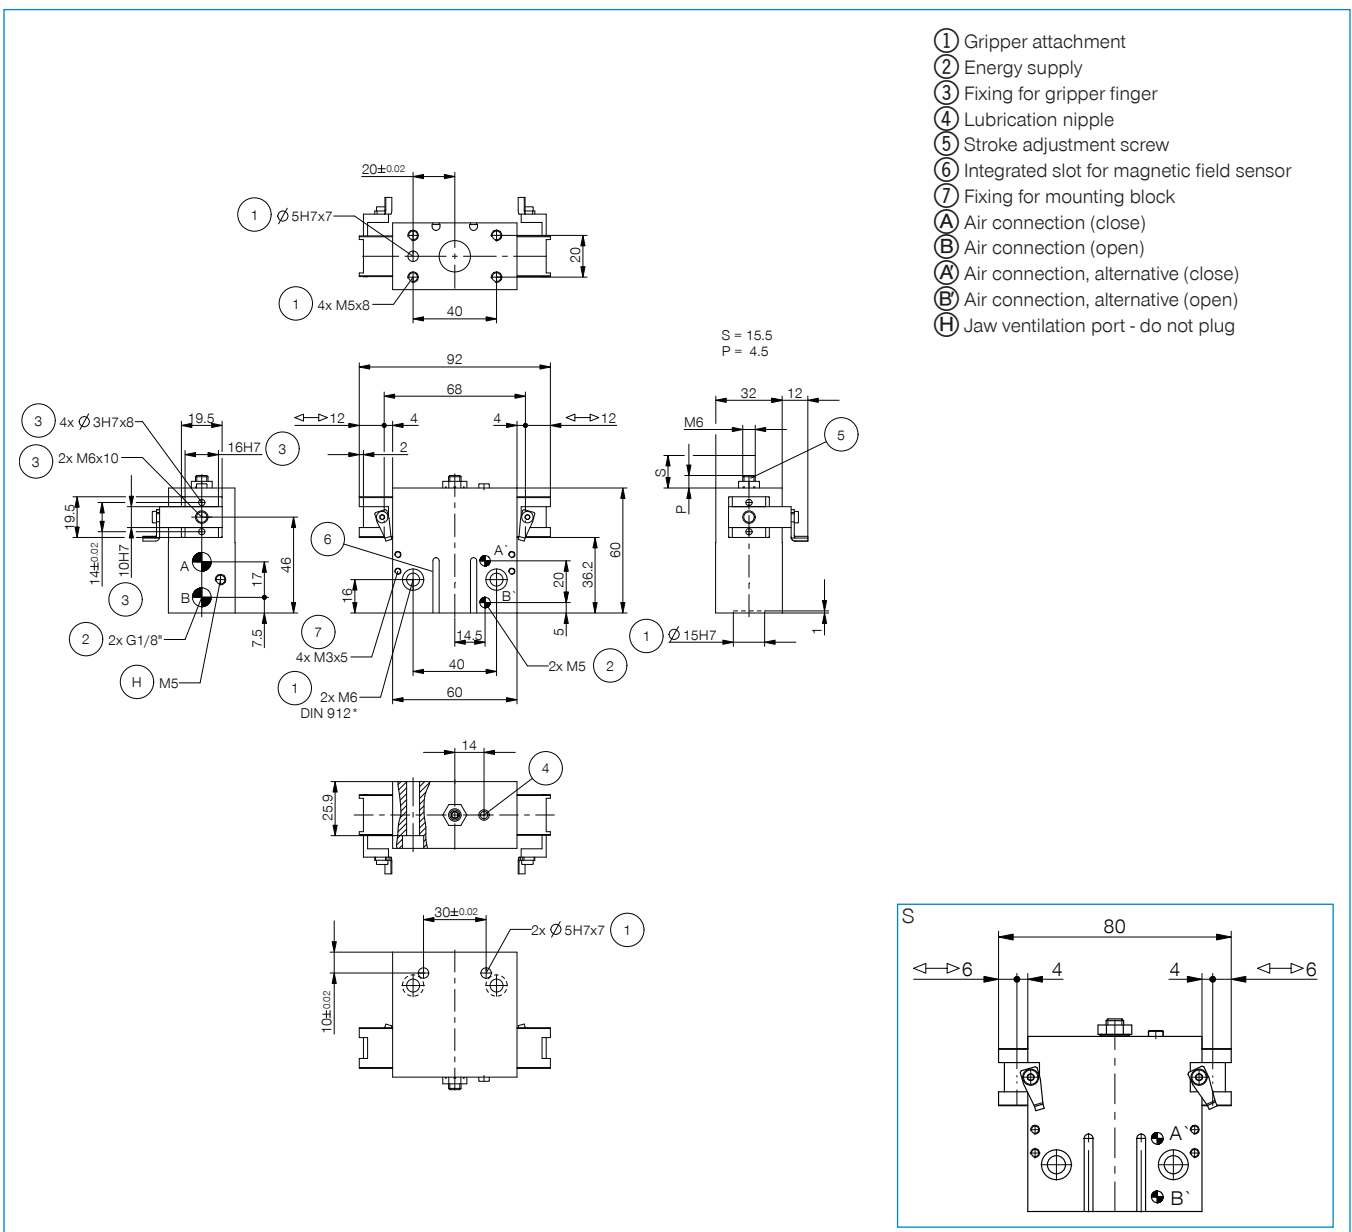 ① Gripper attachment
② Energy supply
③ Fixing for gripper finger
④ Lubrication nipple
⑤ Stroke adjustment screw
⑥ Integrated slot for magnetic field sensor
⑦ Fixing for mounting block
Ⓐ Air connection (close)
Ⓑ Air connection (open)
A' Air connection, alternative (close)
B' Air connection, alternative (open)
Ⓗ Jaw ventilation port - do not plug
20±0.02
1 Ø 5H7x7
20
1 4x M5x8
40
S = 15.5
P = 4.5
92
68
12 4
4 12
2
3 4x Ø 3H7x8
19.5
16H7 3
3 2x M6x10
19.5
14±0.02
10H7
3
A
B
17
46
7.5
2 2x G1/8"
H M5
6
A`
B`
16
20
36.2
60
5
14.5
7
4x M3x5
40
2x M5 2
1 2x M6
DIN 912*
60
32 12
M6
5
S
P
1 Ø 15H7
1
14
4
25.9
30±0.02
2x Ø 5H7x7 1
10±0.02
S
80
6 4
4 6
A`
B`